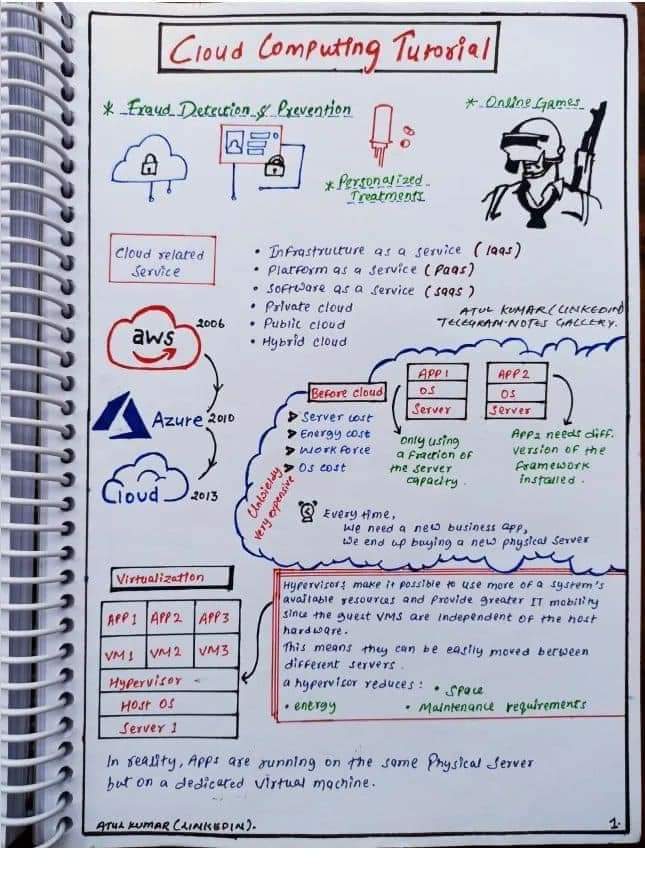 Cloud Computing Tutorial
* Fraud Detection & Prevention
* Online Games
* Personalized
Treatments
Cloud related
Service
• Infrastructure as a service (Iaas)
• Platform as a service (Paas)
• Software as a service (saas)
• Private cloud
• Public cloud
• Hybrid cloud
ATUL KUMAR (LINKEDIN)
TELEGRAM-NOTES GALLERY.
aws 2006
Azure 2010
Cloud 2013
Before cloud
➤ Server cost
➤ Energy cost
➤ Work force
➤ OS cost
Unwieldy
very expensive
APP 1
OS
Server
APP 2
OS
Server
only using
a fraction of
the server
capacity.
App2 needs diff.
version of the
framework
installed.
Every time,
we need a new business app,
we end up buying a new physical server
Virtualization
APP 1 APP 2 APP 3
VM 1 VM 2 VM 3
Hypervisor
Host OS
Server 1
Hypervisors make it possible to use more of a system's
available resources and provide greater IT mobility
since the guest VMS are independent of the host
hardware.
This means they can be easily moved between
different servers.
a hypervisor reduces: • Space
• energy • Maintenance requirements
In reality, Apps are running on the same Physical Server
but on a dedicated virtual machine.
ATUL KUMAR (LINKEDIN).
1.